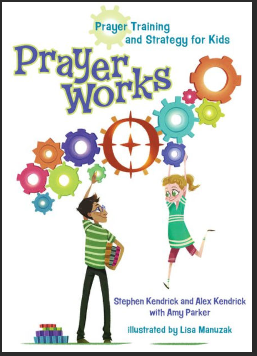 Prayer Training
and Strategy for Kids
Prayer
Works
Stephen Kendrick and Alex Kendrick
with Amy Parker
illustrated by Lisa Manuzak